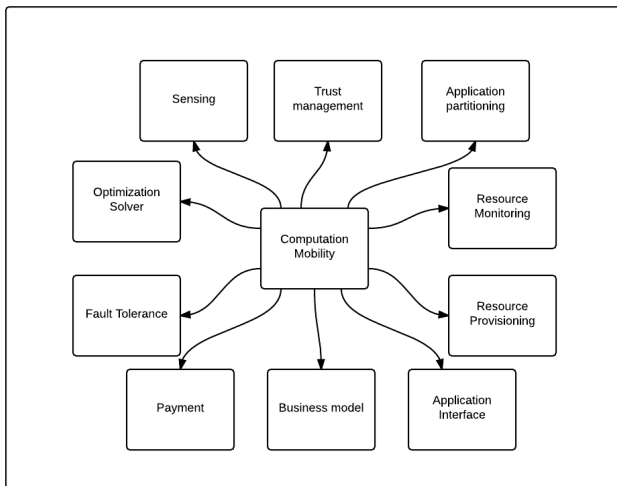 Sensing
Trust
management
Application
partitioning
Optimization
Solver
Resource
Monitoring
Computation
Mobility
Fault Tolerance
Resource
Provisioning
Payment
Business model
Application
Interface